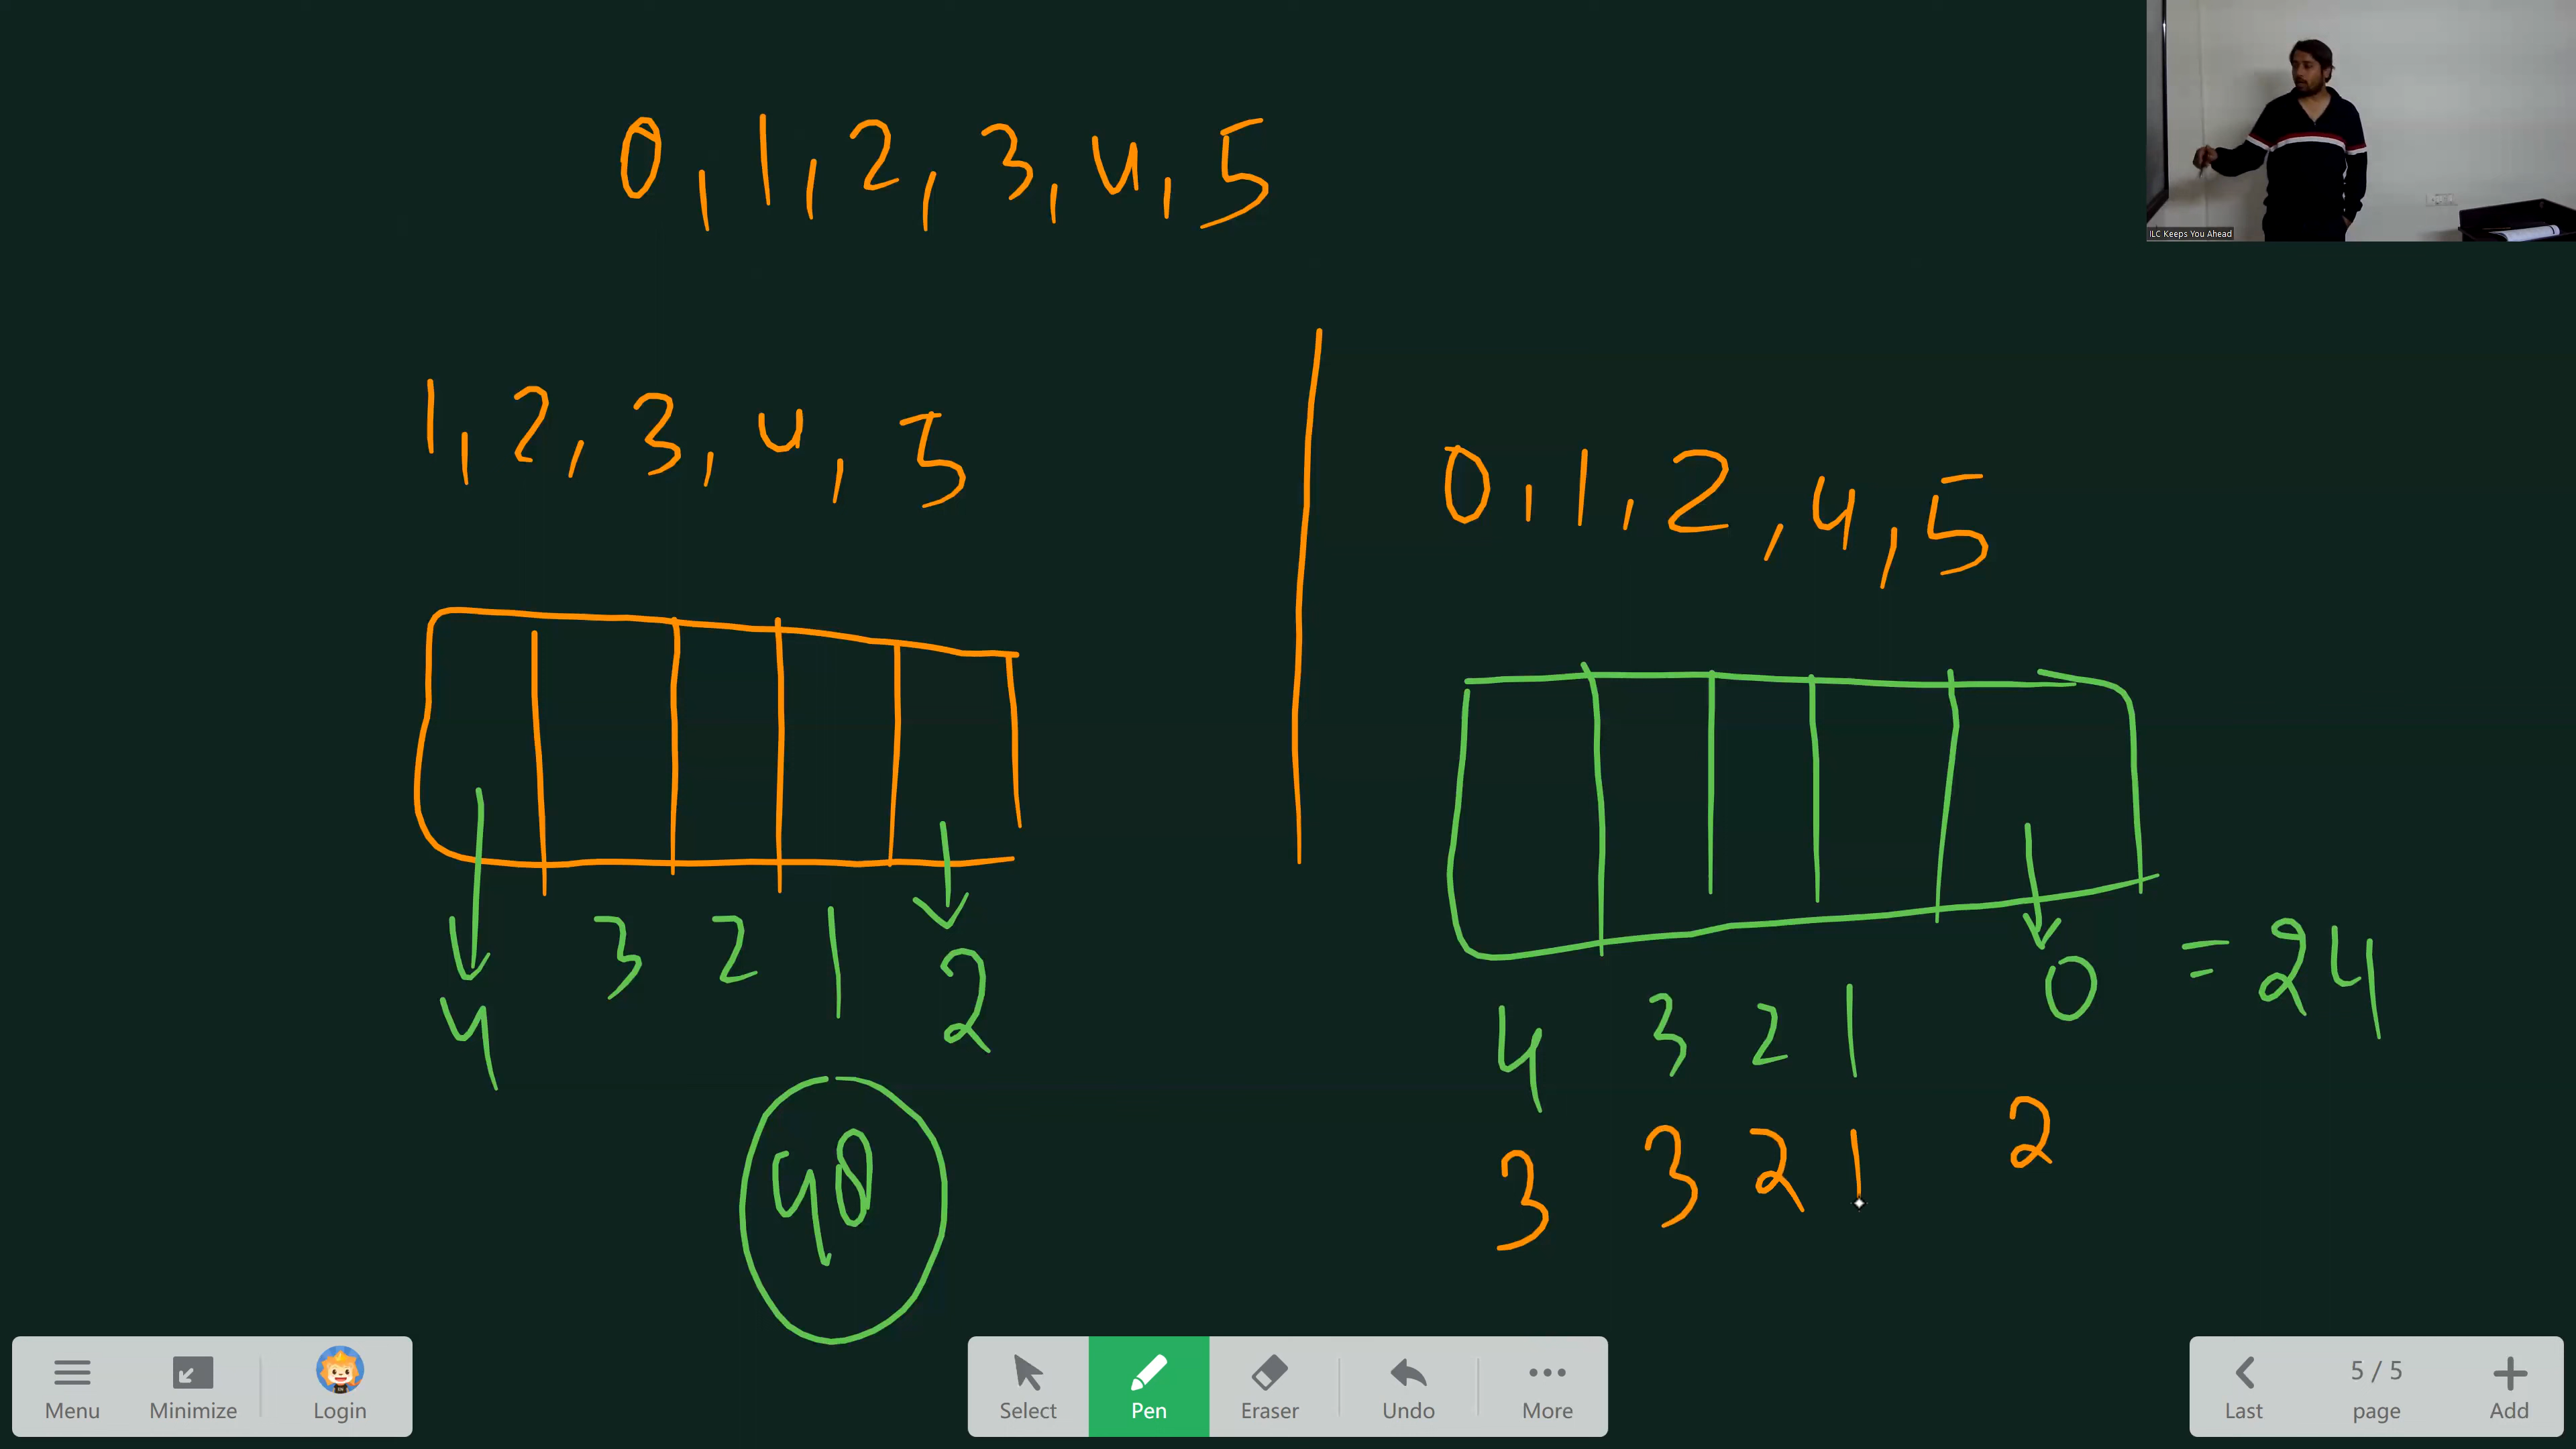 ILC Keeps You Ahead
0, 1, 2, 3, 4, 5
1, 2, 3, 4, 5
0, 1, 2, 4, 5
4 3 2 1 2
48
4 3 2 1 0 = 24
3 3 2 1 2
Menu Minimize Login
Select Pen Eraser Undo More
Last 5 / 5 page Add